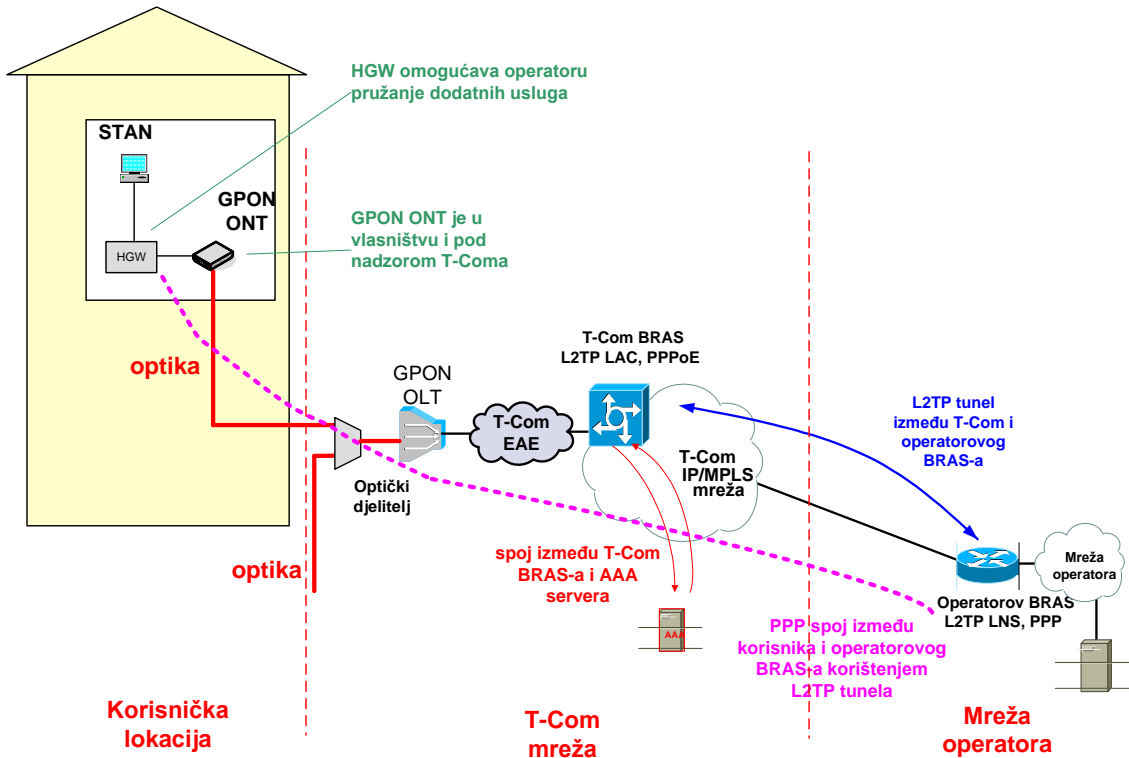 HGW omogućava operatoru
pružanje dodatnih usluga
STAN
GPON
ONT
HGW
GPON ONT je u
vlasništvu i pod
nadzorom T-Coma
optika
GPON
OLT
T-Com
EAE
T-Com BRAS
L2TP LAC, PPPoE
T-Com
IP/MPLS
mreža
L2TP tunel
između T-Com i
operatorovog
BRAS-a
Optički
djelitelj
optika
spoj između T-Com
BRAS-a i AAA
servera
AAA
Mreža
operatora
Operatorov BRAS
L2TP LNS, PPP
PPP spoj između
korisnika i operatorovog
BRAS-a korištenjem
L2TP tunela
Korisnička
lokacija
T-Com
mreža
Mreža
operatora